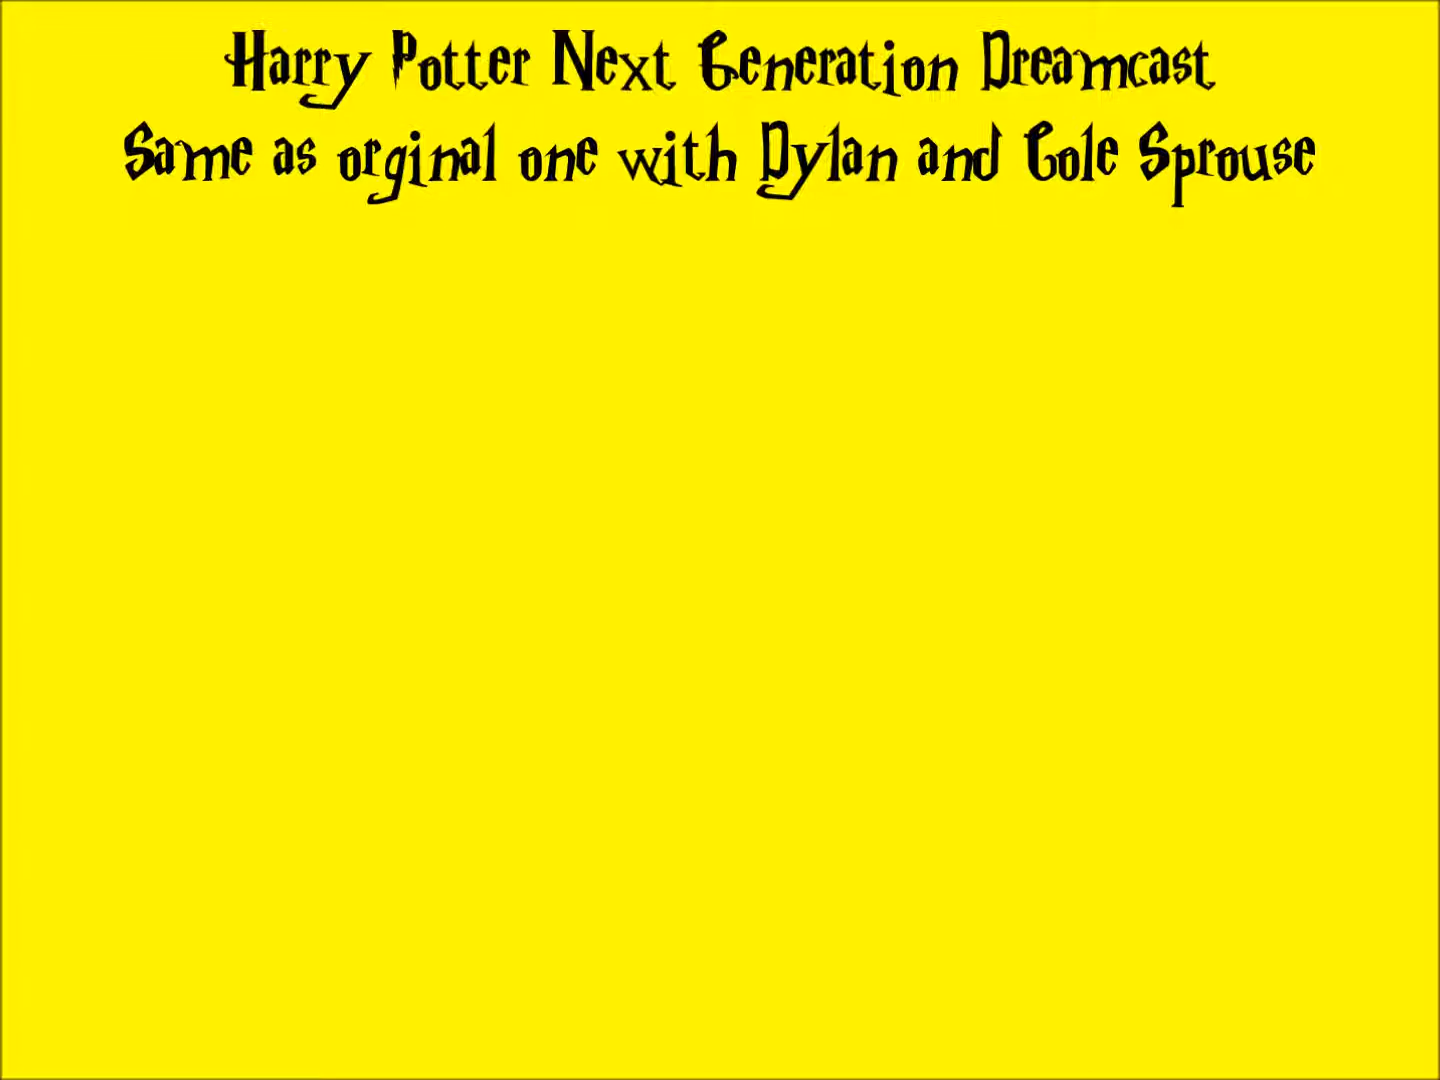 Harry Potter Next Generation Dreamcast
Same as orginal one with Dylan and Cole Sprouse